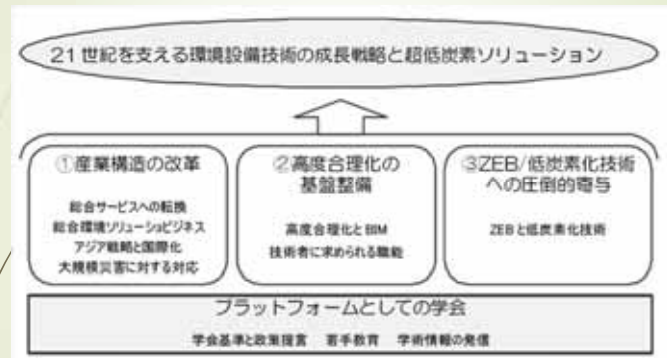 21世紀を支える環境設備技術の成長戦略と超低炭素ソリューション
①産業構造の改革
総合サービスへの転換
総合環境ソリューショビジネス
アジア戦略と国際化
大規模災害に対する対応
②高度合理化の
基盤整備
高度合理化とBIM
技術者に求められる職能
③ZEB/低炭素化技術
への圧倒的寄与
ZEBと低炭素化技術
プラットフォームとしての学会
学会基準と政策提言 若手教育 学術情報の発信